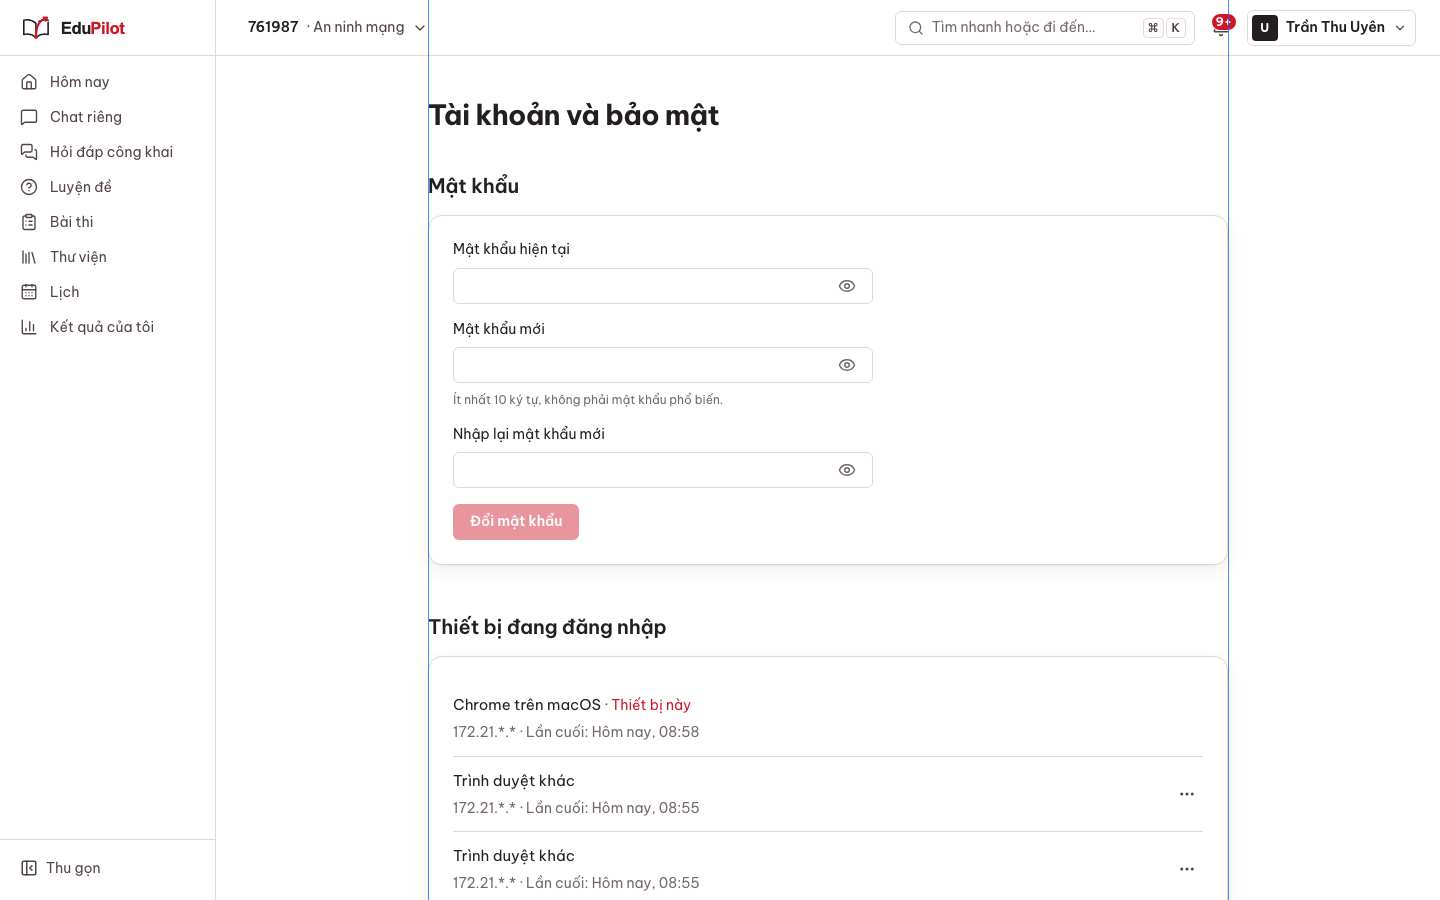 EduPilot
761987 · An ninh mạng
Tìm nhanh hoặc đi đến...
⌘ K
9+
U
Trần Thu Uyên
Hôm nay
Chat riêng
Hỏi đáp công khai
Luyện đề
Bài thi
Thư viện
Lịch
Kết quả của tôi
Thu gọn
Tài khoản và bảo mật
Mật khẩu
Mật khẩu hiện tại
Mật khẩu mới
Ít nhất 10 ký tự, không phải mật khẩu phổ biến.
Nhập lại mật khẩu mới
Đổi mật khẩu
Thiết bị đang đăng nhập
Chrome trên macOS · Thiết bị này
172.21.*.* · Lần cuối: Hôm nay, 08:58
Trình duyệt khác
172.21.*.* · Lần cuối: Hôm nay, 08:55
Trình duyệt khác
172.21.*.* · Lần cuối: Hôm nay, 08:55